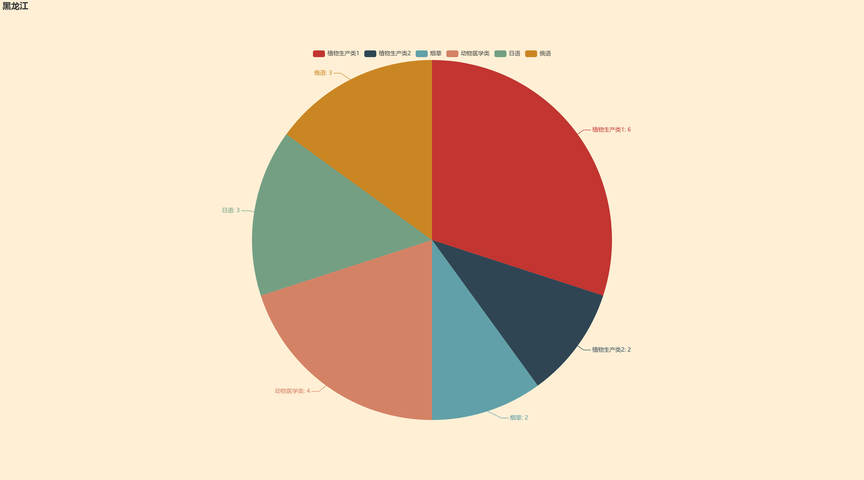 黑龙江
植物生产类1 植物生产类2 烟草 动物医学类 日语 俄语
俄语: 3
植物生产类1: 6
日语: 3
植物生产类2: 2
动物医学类: 4
烟草: 2